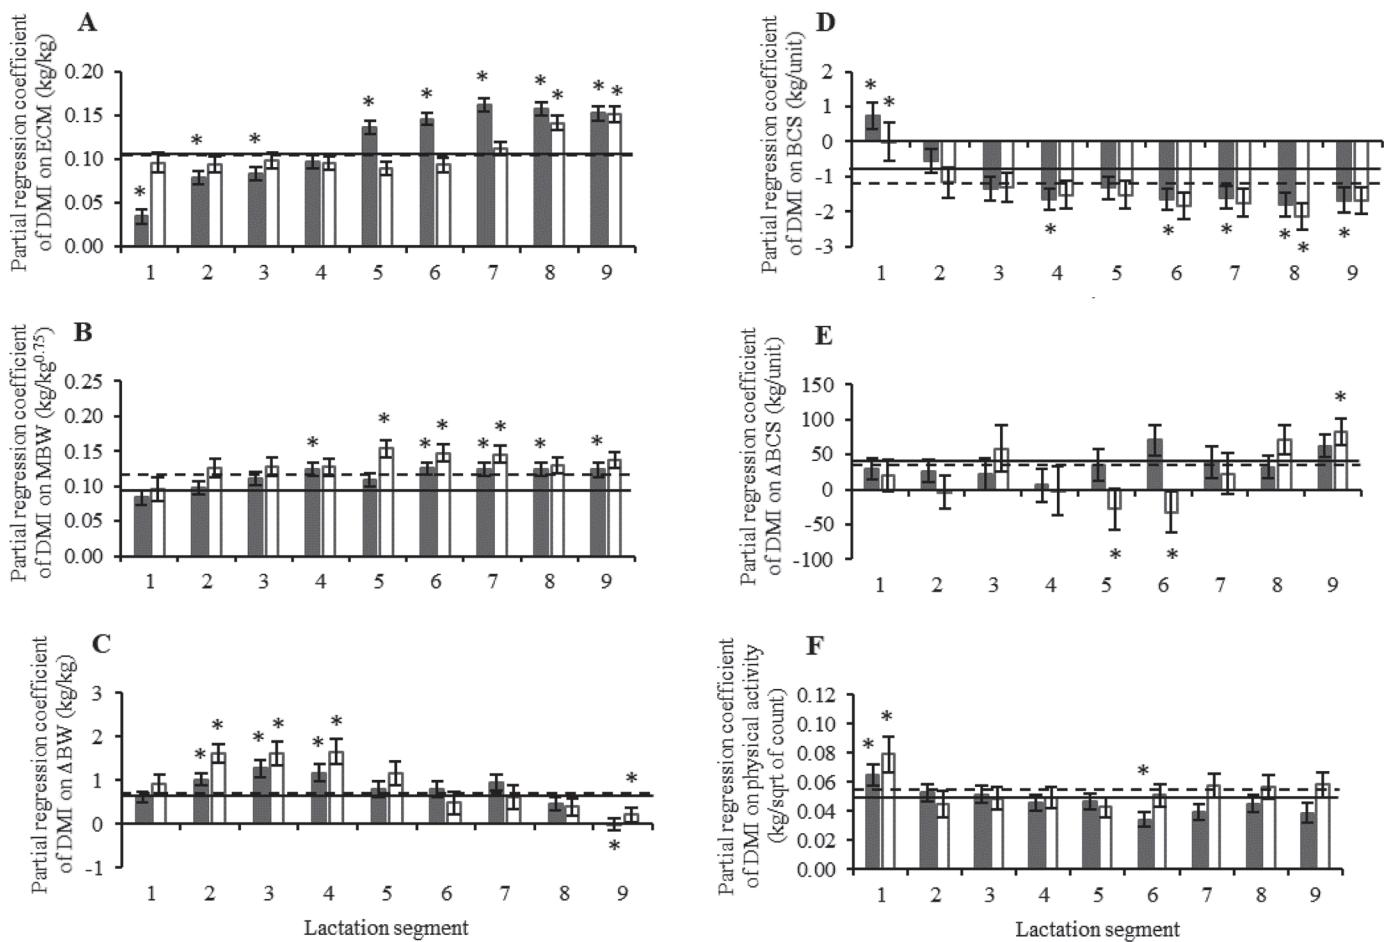 A
Partial regression coefficient
of DMI on ECM (kg/kg)
0.20
0.15
0.10
0.05
0.00
* * * * * * * * * *
1 2 3 4 5 6 7 8 9
B
Partial regression coefficient
of DMI on MBW (kg/kg0.75)
0.25
0.20
0.15
0.10
0.05
0.00
* * * * * * * *
1 2 3 4 5 6 7 8 9
C
Partial regression coefficient
of DMI on ΔBW (kg/kg)
3
2
1
0
-1
* * * * * * * *
1 2 3 4 5 6 7 8 9
Lactation segment
D
Partial regression coefficient
of DMI on BCS (kg/unit)
2
1
0
-1
-2
-3
* * * * * * * *
1 2 3 4 5 6 7 8 9
E
Partial regression coefficient
of DMI on ΔBCS (kg/unit)
150
100
50
0
-50
-100
* * *
1 2 3 4 5 6 7 8 9
F
Partial regression coefficient
of DMI on physical activity
(kg/sqrt of count)
0.12
0.10
0.08
0.06
0.04
0.02
0.00
* * *
1 2 3 4 5 6 7 8 9
Lactation segment